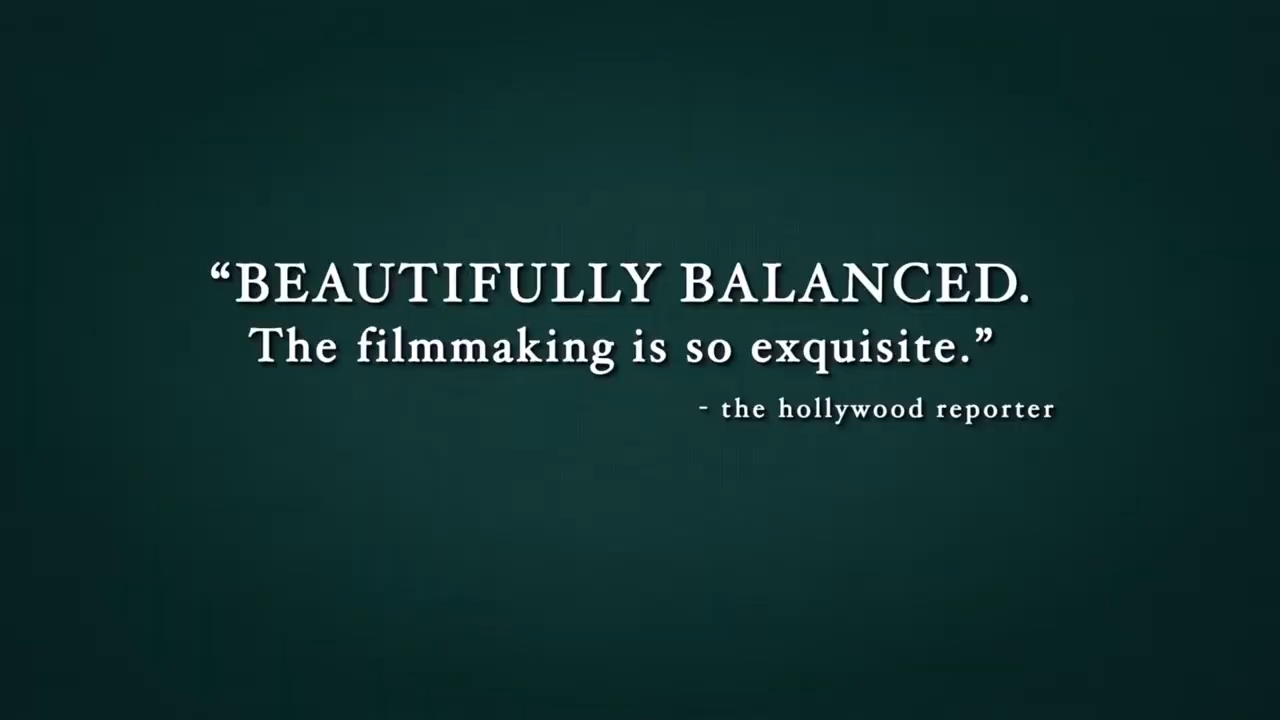 “BEAUTIFULLY BALANCED.
The filmmaking is so exquisite.”
- the hollywood reporter